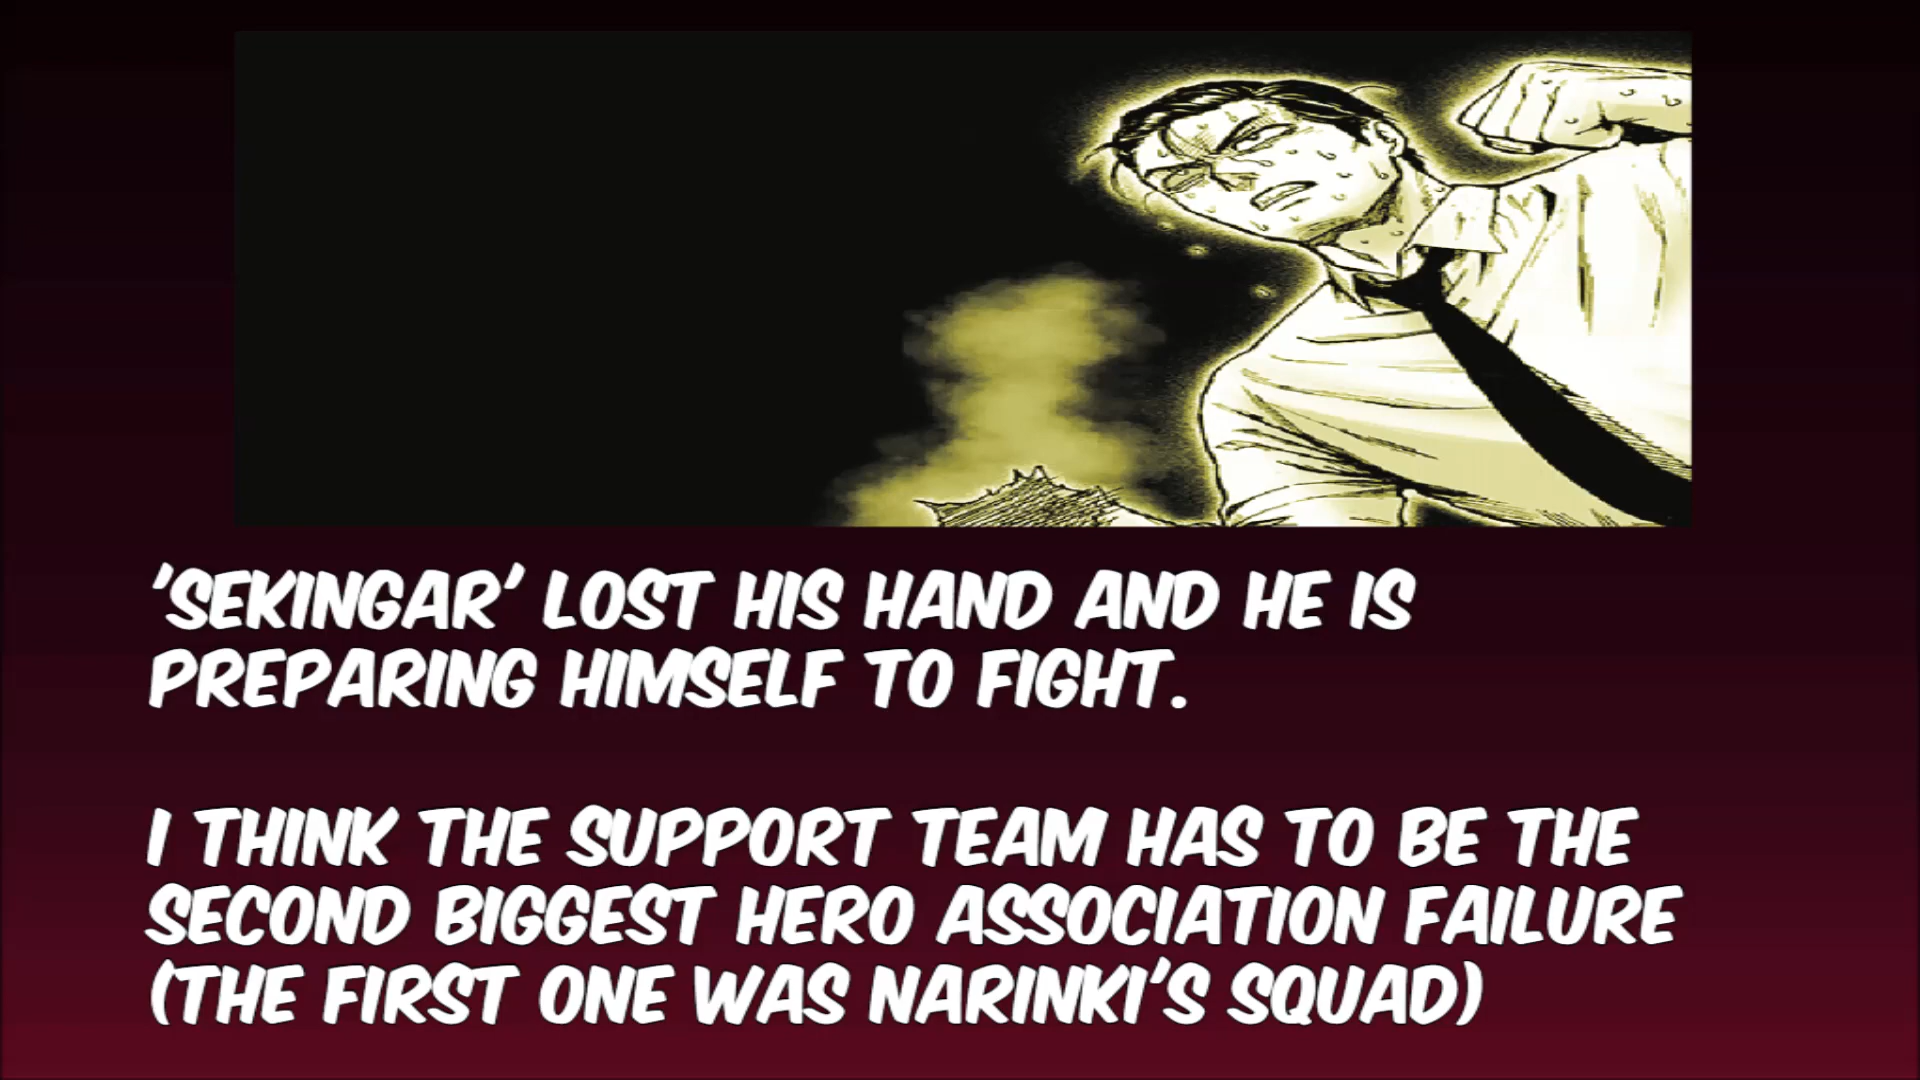 'SEKINGAR' LOST HIS HAND AND HE IS
PREPARING HIMSELF TO FIGHT.
I THINK THE SUPPORT TEAM HAS TO BE THE
SECOND BIGGEST HERO ASSOCIATION FAILURE
(THE FIRST ONE WAS NARINKI'S SQUAD)